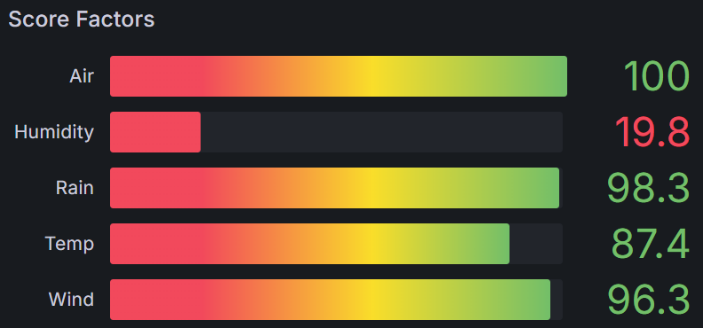 Score Factors
Air 100
Humidity 19.8
Rain 98.3
Temp 87.4
Wind 96.3